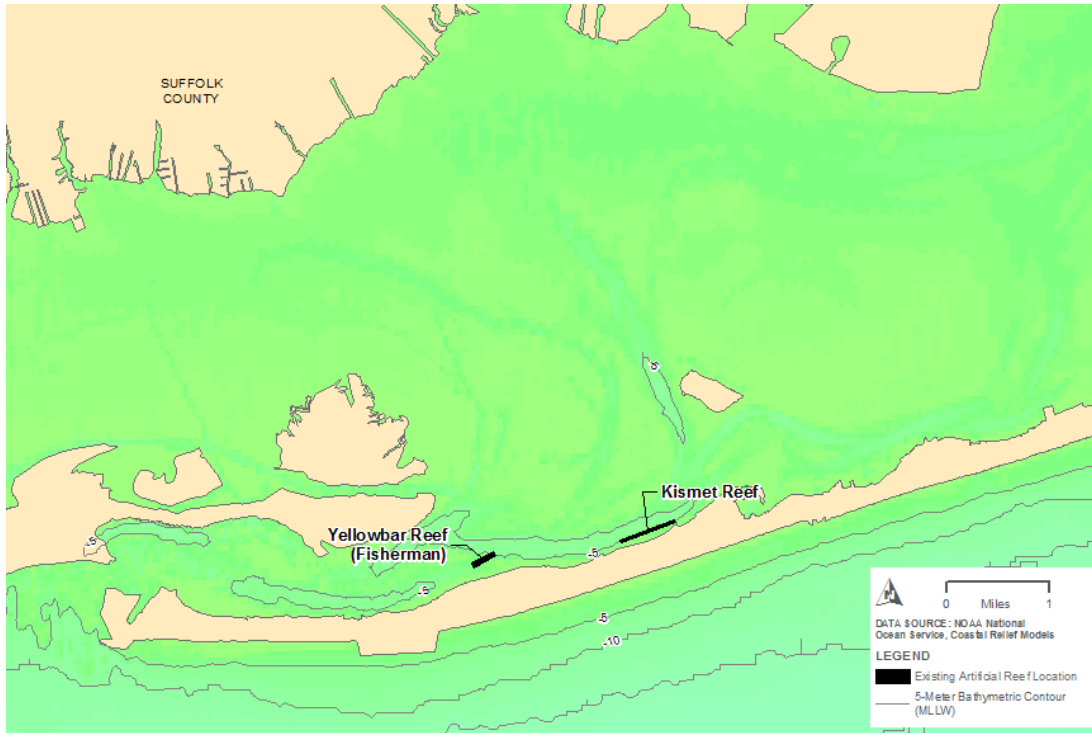 SUFFOLK
COUNTY
-5
Kismet Reef
Yellowbar Reef
(Fisherman)
-5
-5
-5
-5
-10
0 Miles 1
DATA SOURCE: NOAA National
Ocean Service, Coastal Relief Models
LEGEND
Existing Artificial Reef Location
5-Meter Bathymetric Contour
(MLLW)